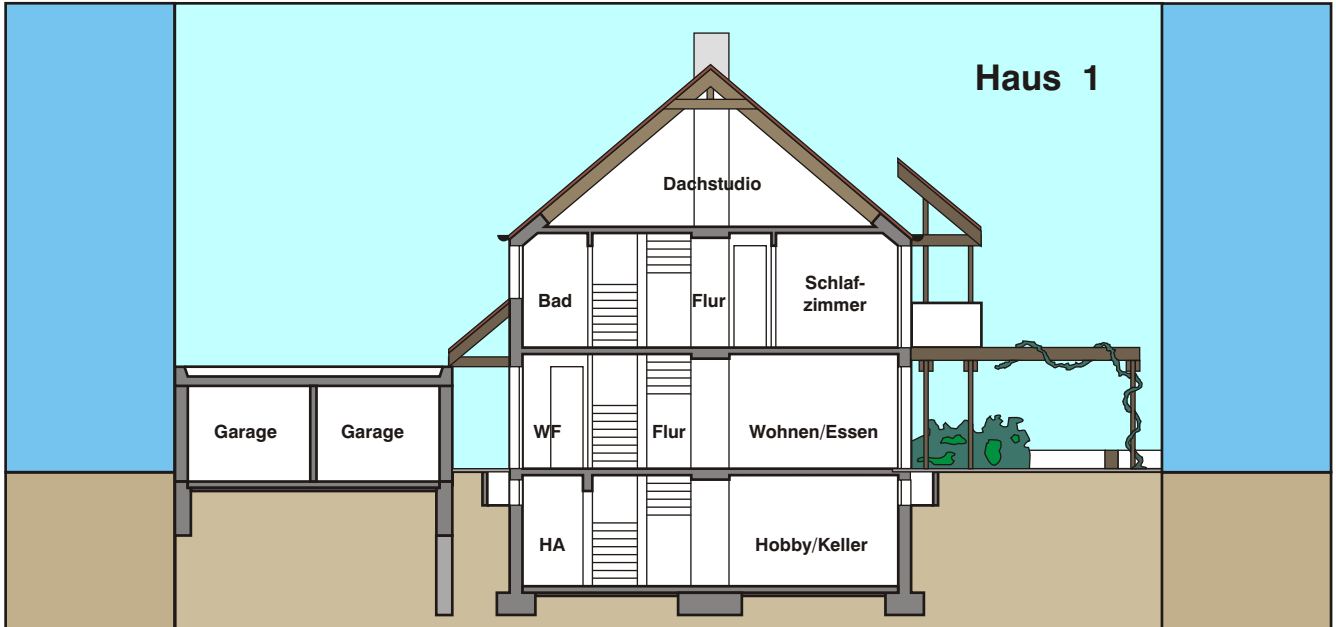 Haus 1
Dachstudio
Bad
Flur
Schlaf-
zimmer
Garage
Garage
WF
Flur
Wohnen/Essen
HA
Hobby/Keller